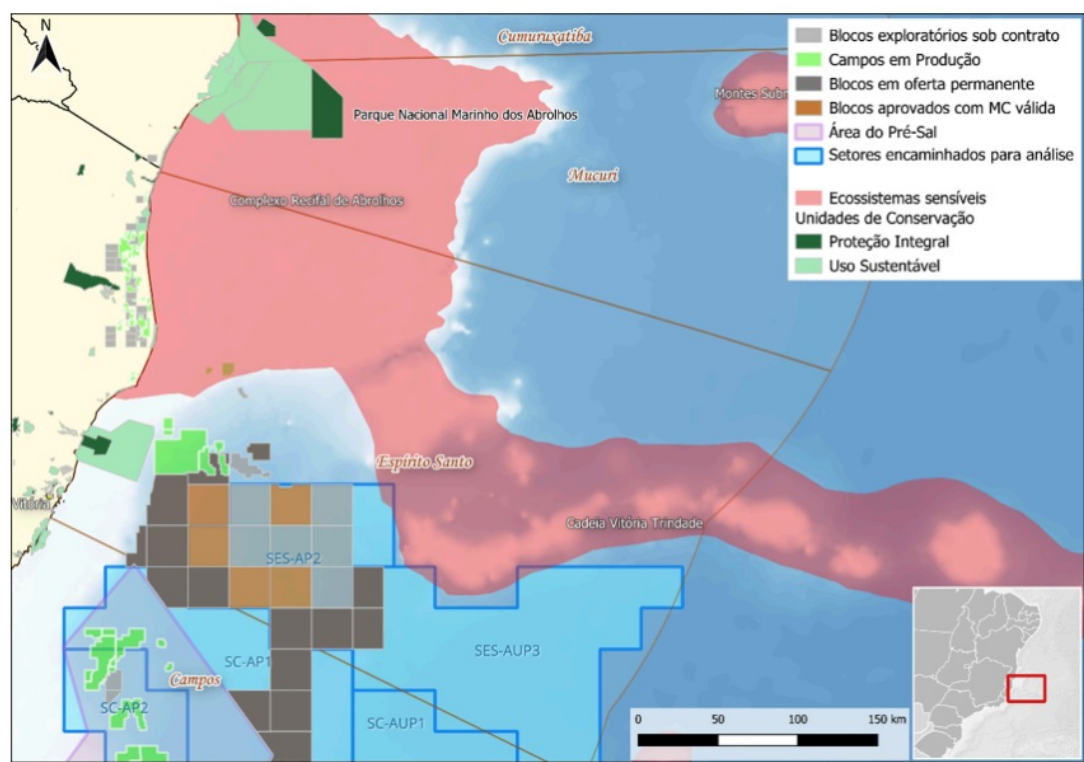 N
Cumuruxatiba
Montes Subm
Parque Nacional Marinho dos Abrolhos
Mucuri
Complexo Recifal de Abrolhos
Blocos exploratórios sob contrato
Campos em Produção
Blocos em oferta permanente
Blocos aprovados com MC válida
Área do Pré-Sal
Setores encaminhados para análise
Ecossistemas sensíveis
Unidades de Conservação
Proteção Integral
Uso Sustentável
Espírito Santo
Vitória
Cadeia Vitória Trindade
SES-AP2
SC-AP1
SES-AUP3
Campos
SC-AP2
SC-AUP1
0 50 100 150 km